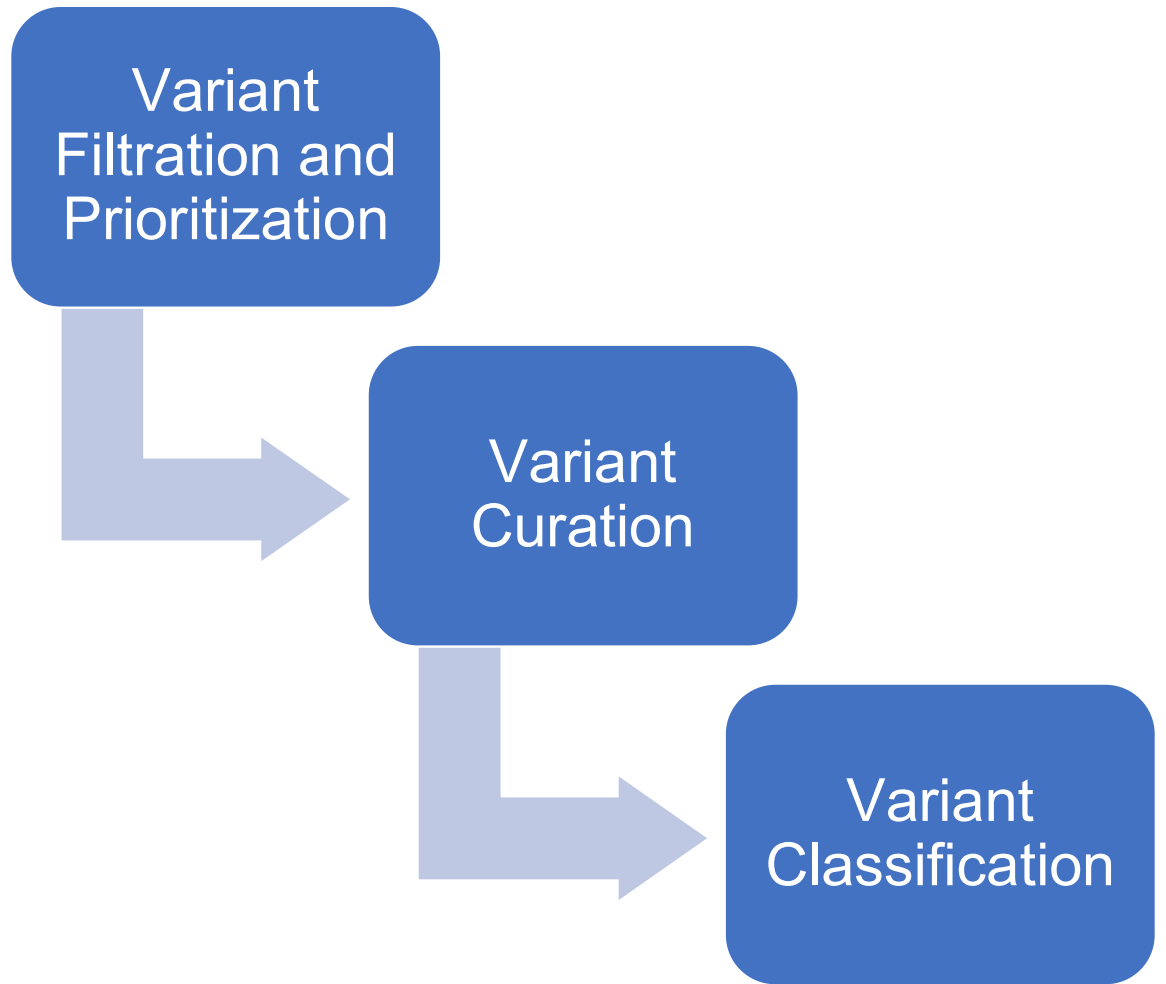 Variant
Filtration and
Prioritization
Variant
Curation
Variant
Classification